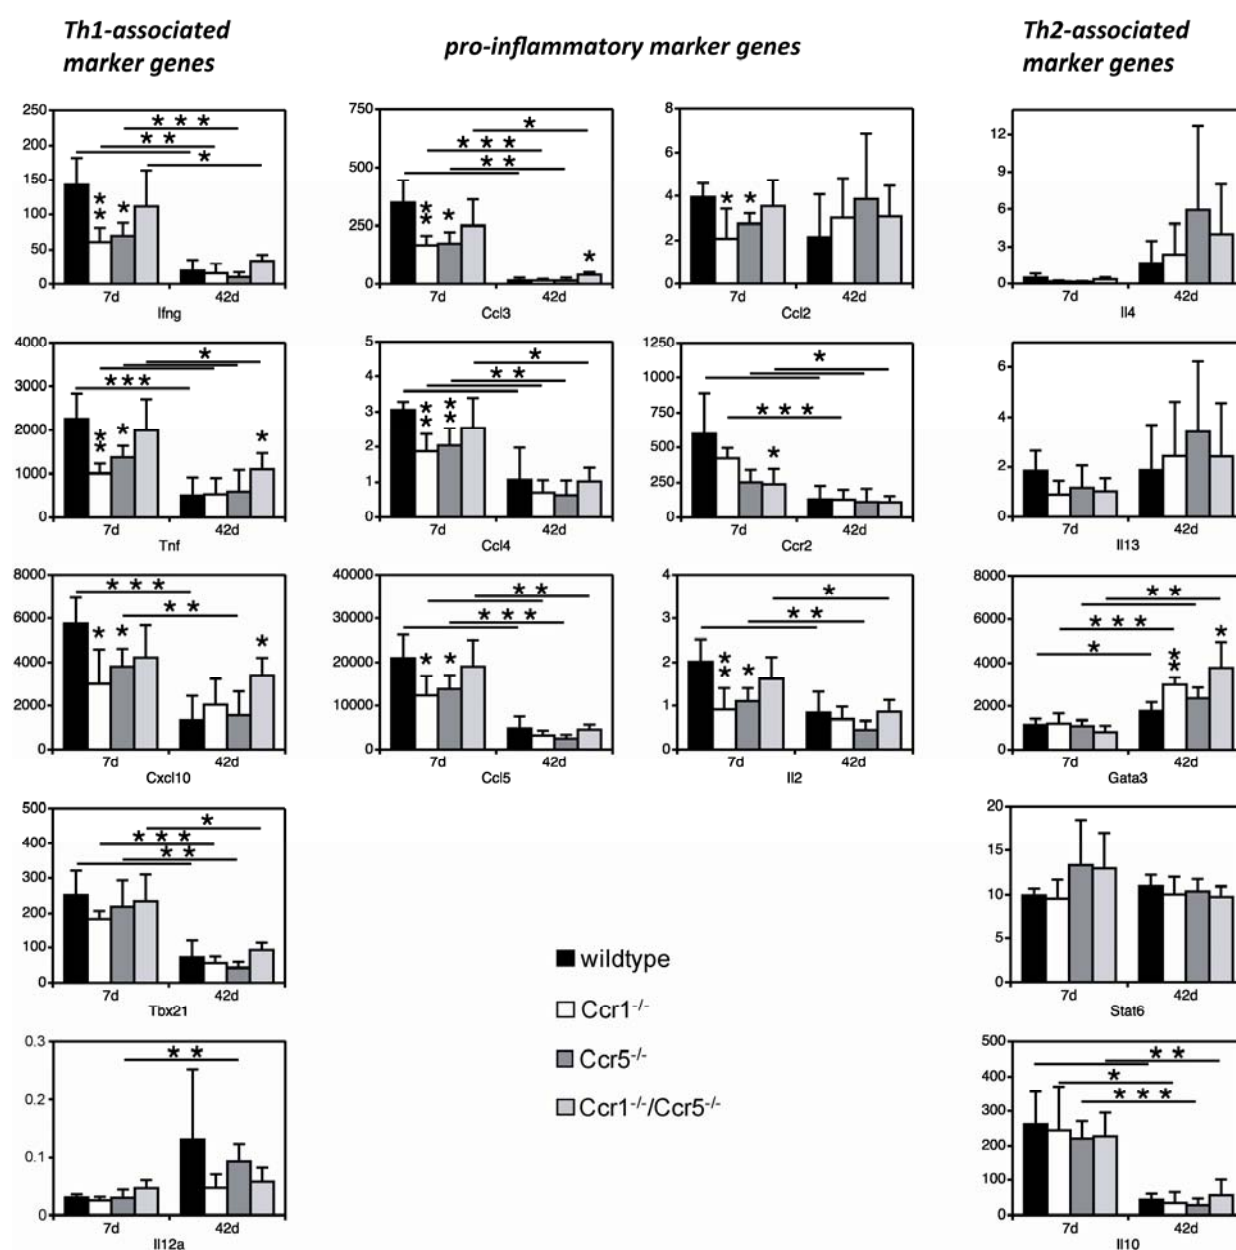 Th1-associated
marker genes
pro-inflammatory marker genes
Th2-associated
marker genes
250
200
150
100
50
0
* * *
* *
*
* *
*
7d 42d
Ifng
750
500
250
0
*
* * *
* *
* *
*
*
7d 42d
Ccl3
8
6
4
2
0
* *
7d 42d
Ccl2
12
9
6
3
0
7d 42d
Il4
4000
3000
2000
1000
0
*
* * *
* *
*
*
7d 42d
Tnf
5
4
3
2
1
0
*
* *
* *
* *
7d 42d
Ccl4
1250
1000
750
500
250
0
*
* * *
*
7d 42d
Ccr2
6
4
2
0
7d 42d
Il13
8000
6000
4000
2000
0
* * *
* *
* *
*
7d 42d
Cxcl10
40000
30000
20000
10000
0
* *
* * *
* *
7d 42d
Ccl5
4
3
2
1
0
*
* *
* *
*
7d 42d
Il2
8000
6000
4000
2000
0
* *
* * *
*
* *
*
7d 42d
Gata3
500
400
300
200
100
0
*
* * *
* *
7d 42d
Tbx21
20
15
10
5
0
7d 42d
Stat6
wildtype
Ccr1-/-
Ccr5-/-
Ccr1-/-/Ccr5-/-
0.3
0.2
0.1
0
* *
7d 42d
Il12a
500
400
300
200
100
0
* *
*
* * *
7d 42d
Il10